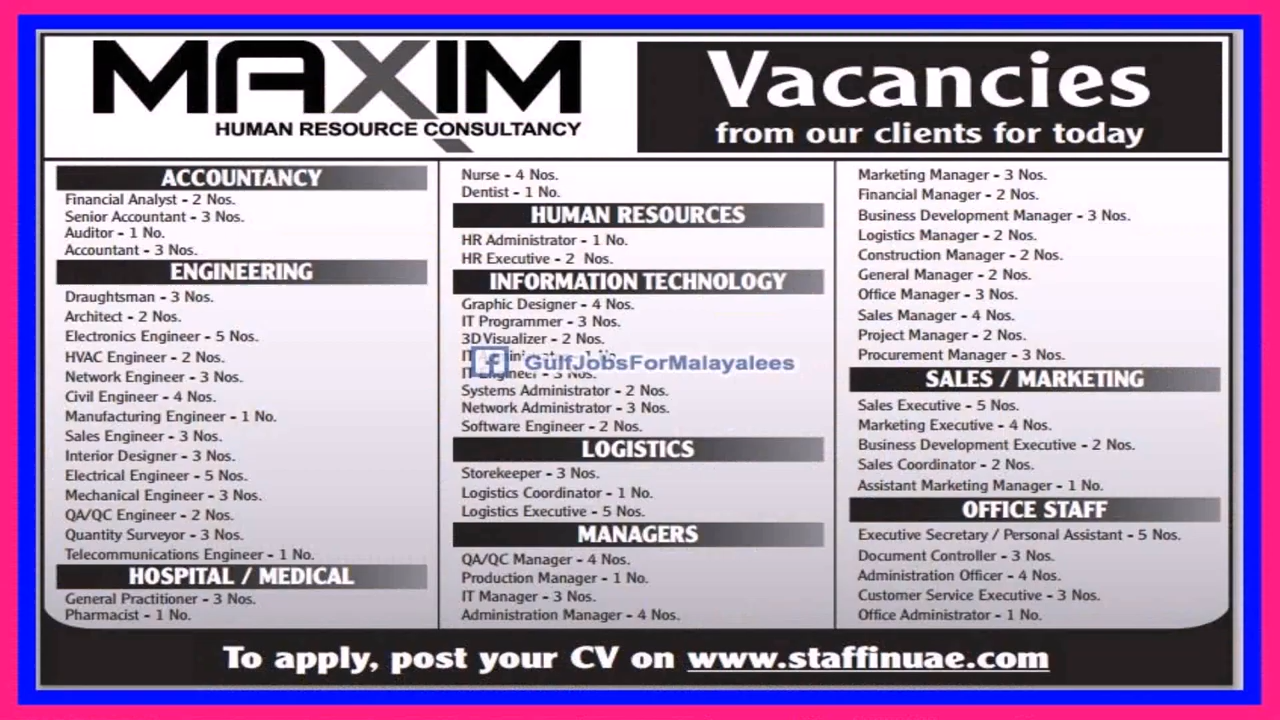 MAXIM
HUMAN RESOURCE CONSULTANCY
Vacancies
from our clients for today
ACCOUNTANCY
Financial Analyst - 2 Nos.
Senior Accountant - 3 Nos.
Auditor - 1 No.
Accountant - 3 Nos.
ENGINEERING
Draughtsman - 3 Nos.
Architect - 2 Nos.
Electronics Engineer - 5 Nos.
HVAC Engineer - 2 Nos.
Network Engineer - 3 Nos.
Civil Engineer - 4 Nos.
Manufacturing Engineer - 1 No.
Sales Engineer - 3 Nos.
Interior Designer - 3 Nos.
Electrical Engineer - 5 Nos.
Mechanical Engineer - 3 Nos.
QA/QC Engineer - 2 Nos.
Quantity Surveyor - 3 Nos.
Telecommunications Engineer - 1 No.
HOSPITAL / MEDICAL
General Practitioner - 3 Nos.
Pharmacist - 1 No.
Nurse - 4 Nos.
Dentist - 1 No.
HUMAN RESOURCES
HR Administrator - 1 No.
HR Executive - 2 Nos.
INFORMATION TECHNOLOGY
Graphic Designer - 4 Nos.
IT Programmer - 3 Nos.
3D Visualizer - 2 Nos.
GulfJobsForMalayalees
IT Engineer - 3 Nos.
Systems Administrator - 2 Nos.
Network Administrator - 3 Nos.
Software Engineer - 2 Nos.
LOGISTICS
Storekeeper - 3 Nos.
Logistics Coordinator - 1 No.
Logistics Executive - 5 Nos.
MANAGERS
QA/QC Manager - 4 Nos.
Production Manager - 1 No.
IT Manager - 3 Nos.
Administration Manager - 4 Nos.
Marketing Manager - 3 Nos.
Financial Manager - 2 Nos.
Business Development Manager - 3 Nos.
Logistics Manager - 2 Nos.
Construction Manager - 2 Nos.
General Manager - 2 Nos.
Office Manager - 3 Nos.
Sales Manager - 4 Nos.
Project Manager - 2 Nos.
Procurement Manager - 3 Nos.
SALES / MARKETING
Sales Executive - 5 Nos.
Marketing Executive - 4 Nos.
Business Development Executive - 2 Nos.
Sales Coordinator - 2 Nos.
Assistant Marketing Manager - 1 No.
OFFICE STAFF
Executive Secretary / Personal Assistant - 5 Nos.
Document Controller - 3 Nos.
Administration Officer - 4 Nos.
Customer Service Executive - 3 Nos.
Office Administrator - 1 No.
To apply, post your CV on www.staffinuae.com